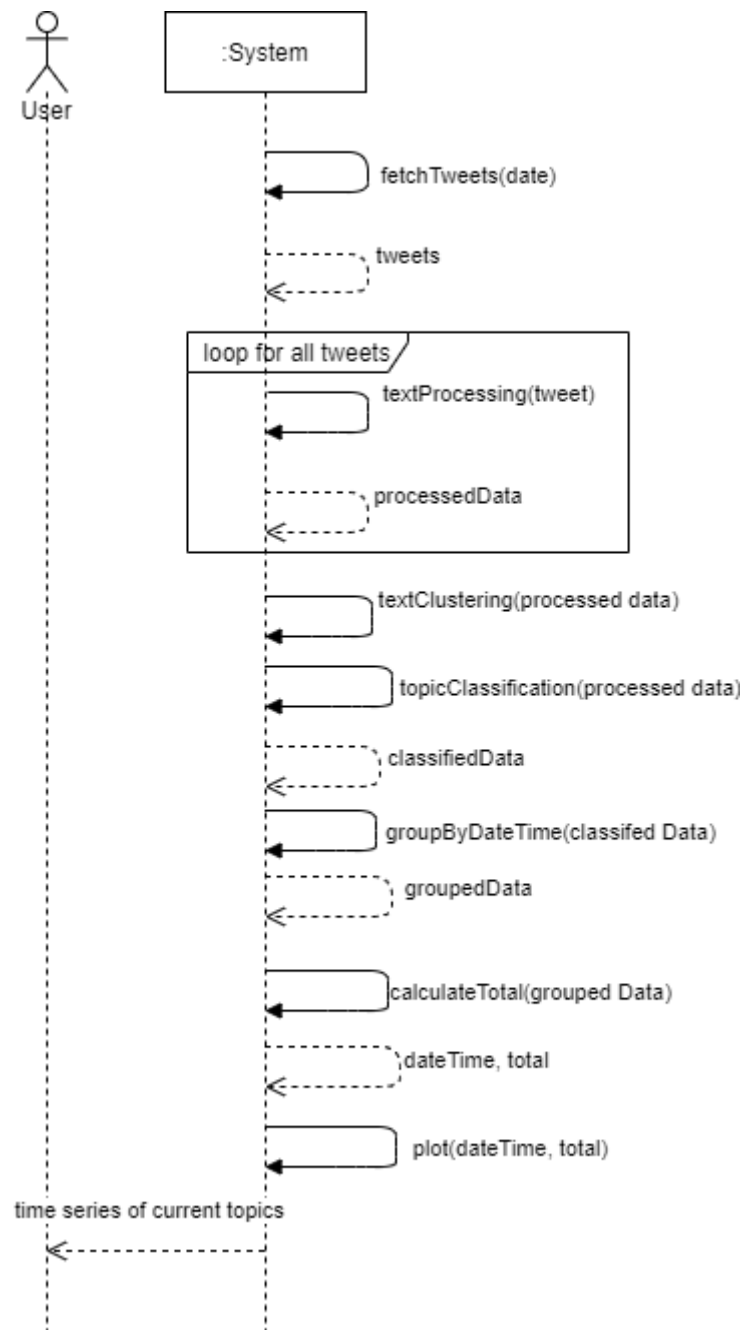 :System
User
fetchTweets(date)
tweets
loop for all tweets
textProcessing(tweet)
processedData
textClustering(processed data)
topicClassification(processed data)
classifiedData
groupByDateTime(classifed Data)
groupedData
calculateTotal(grouped Data)
dateTime, total
plot(dateTime, total)
time series of current topics